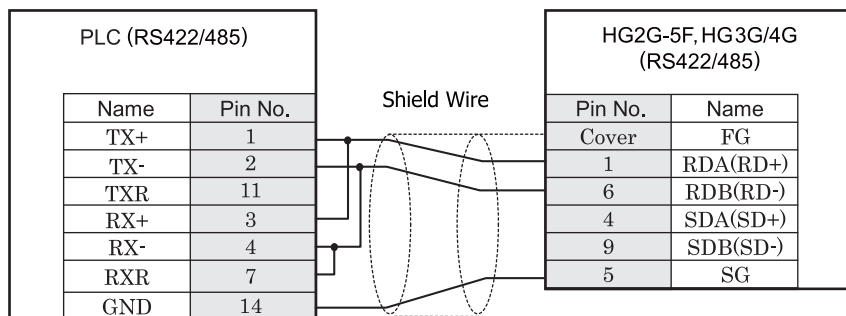 PLC (RS422/485)
Name Pin No.
TX+ 1
TX- 2
TXR 11
RX+ 3
RX- 4
RXR 7
GND 14
Shield Wire
HG2G-5F, HG3G/4G
(RS422/485)
Pin No. Name
Cover FG
1 RDA(RD+)
6 RDB(RD-)
4 SDA(SD+)
9 SDB(SD-)
5 SG